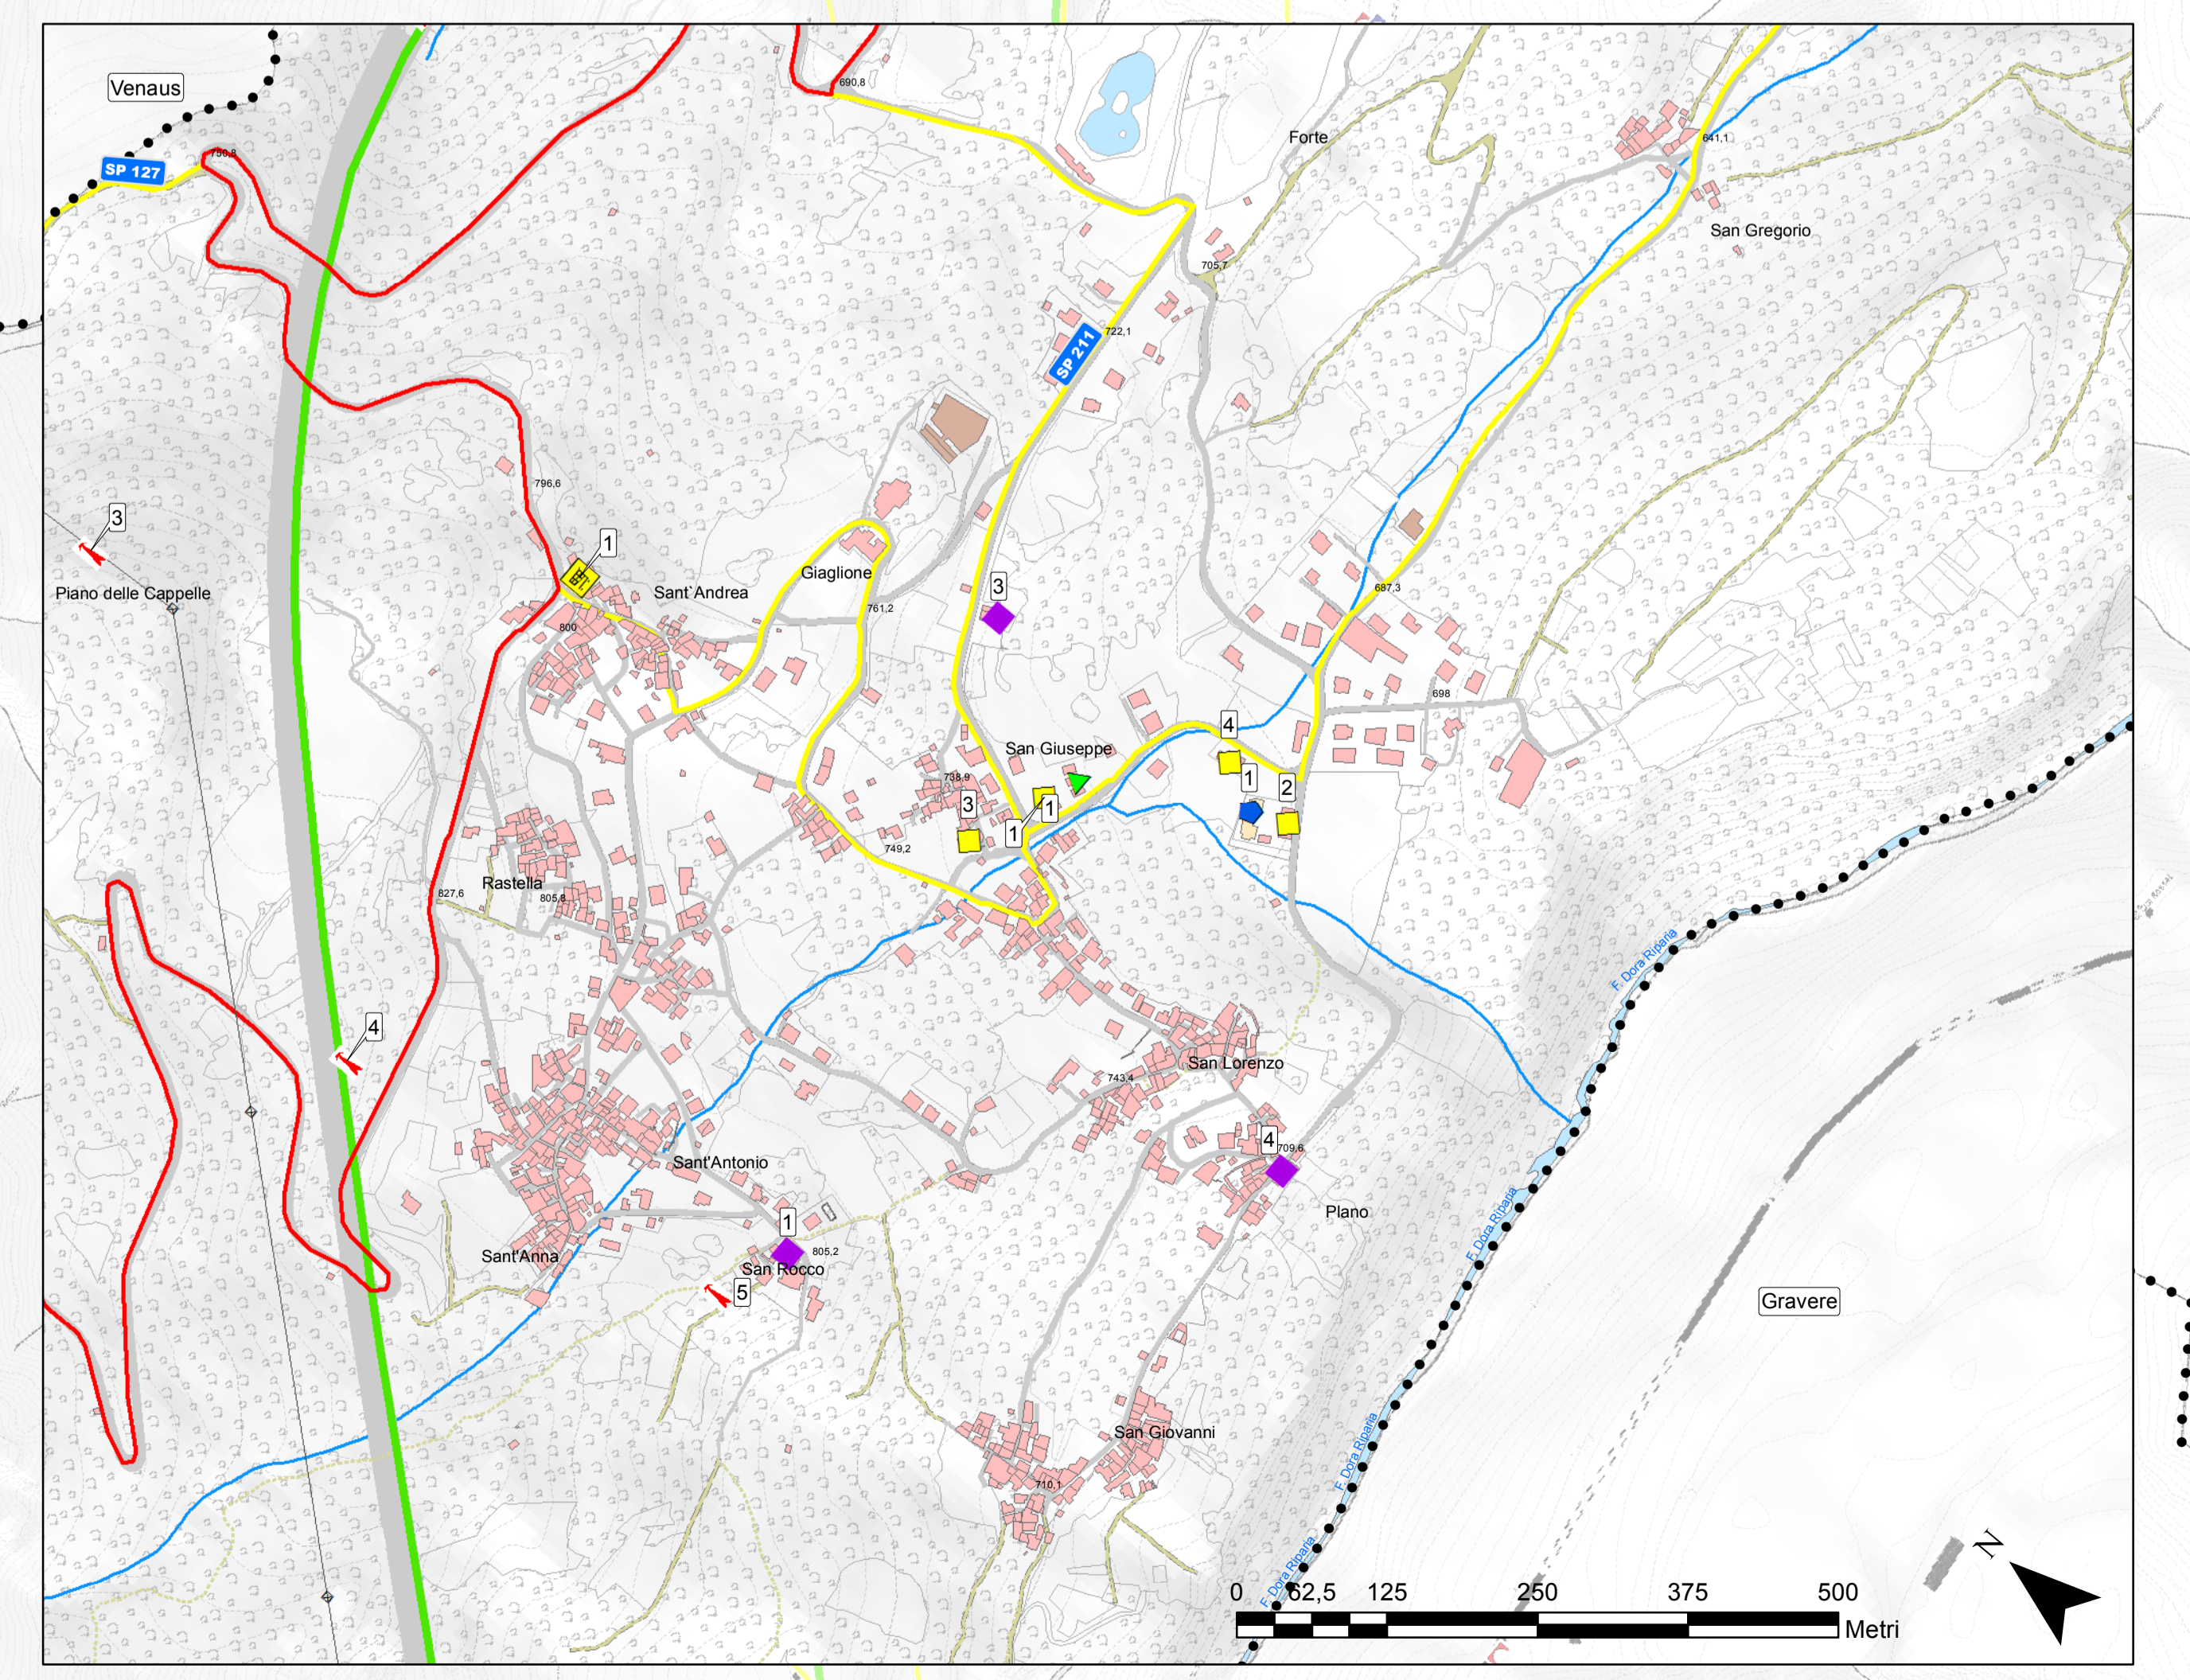 690,8
Venaus
Forte
641,1
750,8
SP 127
San Gregorio
705,7
722,1
SP 211
796,6
3
1
Giaglione
3
687,3
Piano delle Cappelle
Sant`Andrea
761,2
800
698
4
San Giuseppe
738,9
1
2
3
1
1
749,2
Rastella
827,6
805,8
F. Dora Riparia
4
San Lorenzo
743,4
4
709,6
Sant'Antonio
Plano
1
F. Dora Riparia
805,2
Sant'Anna
San Rocco
5
Gravere
San Giovanni
F. Dora Riparia
710,1
N
F. Dora Riparia
0 62,5 125 250 375 500
Metri